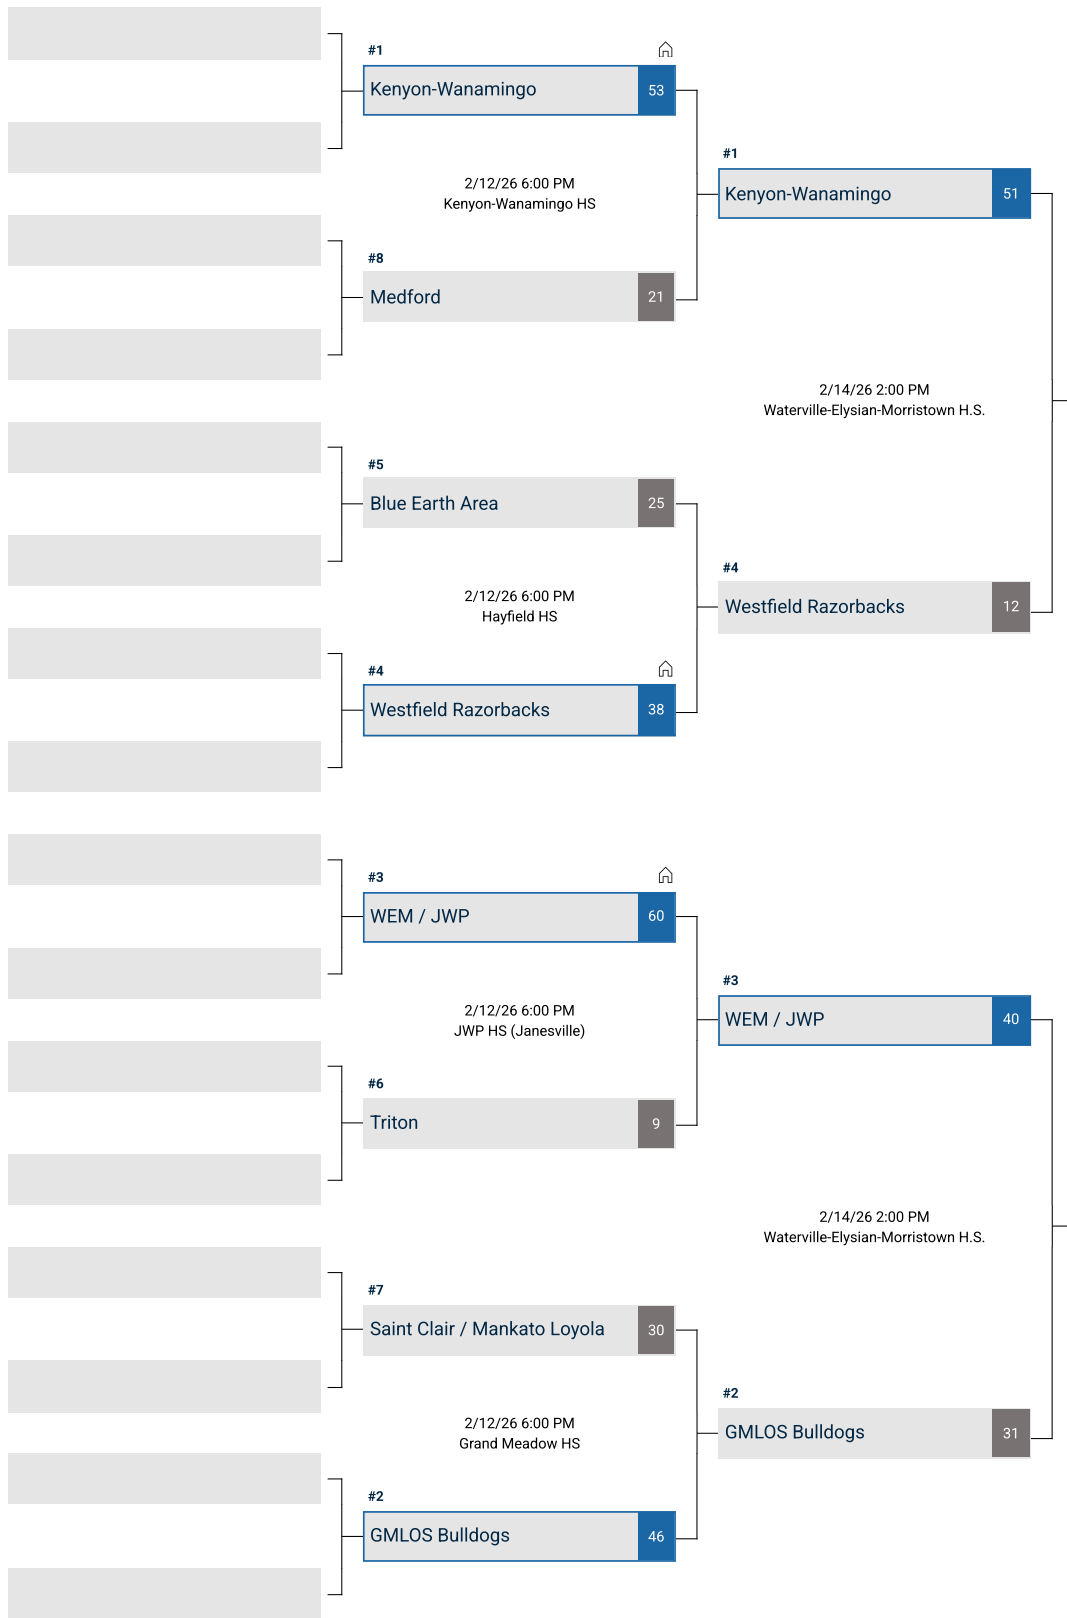 #1
Kenyon-Wanamingo
53
2/12/26 6:00 PM
Kenyon-Wanamingo HS
#8
Medford
21
#1
Kenyon-Wanamingo
51
2/14/26 2:00 PM
Waterville-Elysian-Morristown H.S.
#5
Blue Earth Area
25
2/12/26 6:00 PM
Hayfield HS
#4
Westfield Razorbacks
38
#4
Westfield Razorbacks
12
#3
WEM / JWP
60
2/12/26 6:00 PM
JWP HS (Janesville)
#6
Triton
9
#3
WEM / JWP
40
2/14/26 2:00 PM
Waterville-Elysian-Morristown H.S.
#7
Saint Clair / Mankato Loyola
30
2/12/26 6:00 PM
Grand Meadow HS
#2
GMLOS Bulldogs
46
#2
GMLOS Bulldogs
31